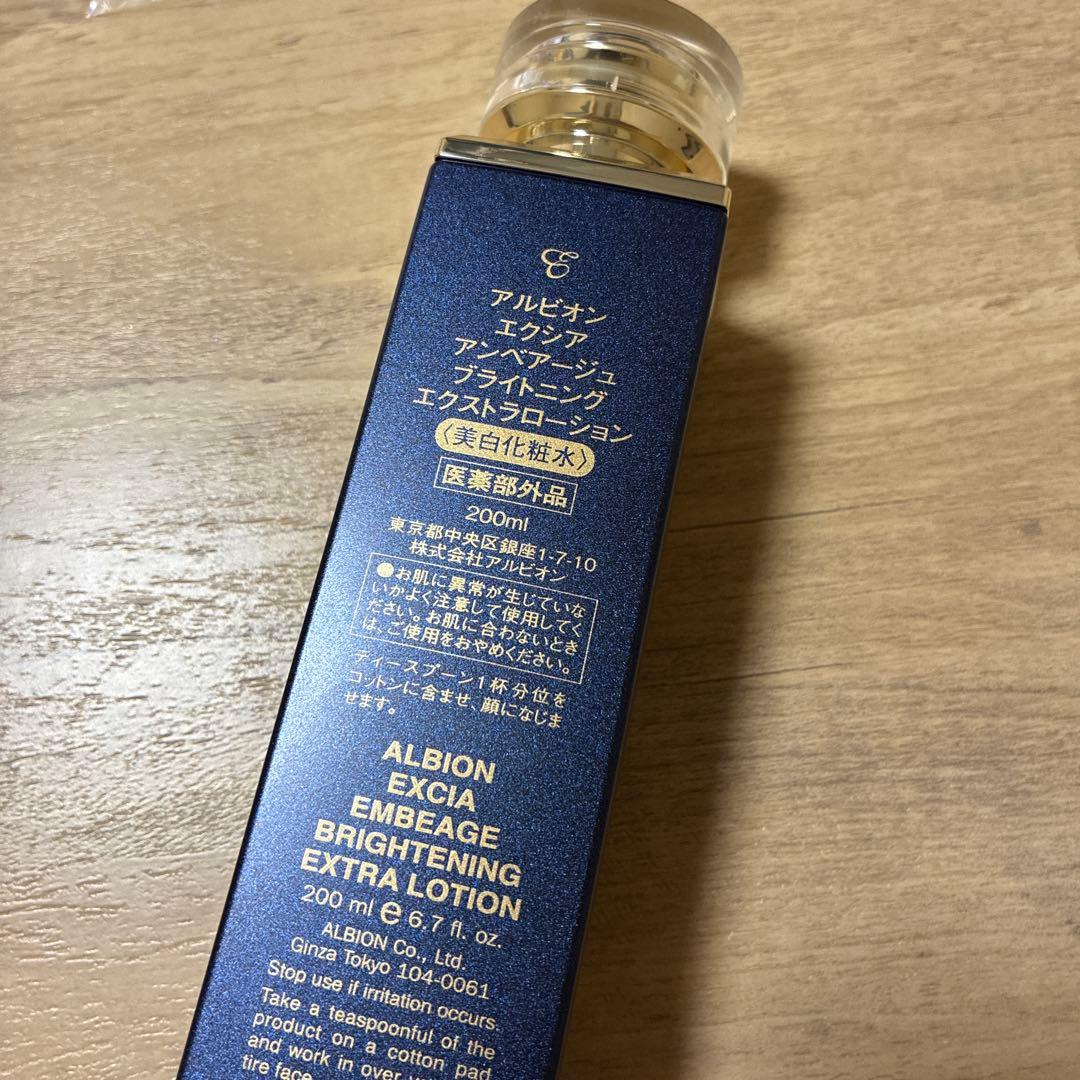 アルビオン
エクシア
アンベアージュ
ブライトニング
エクストラローション
〈美白化粧水〉
医薬部外品
200ml
東京都中央区銀座1-7-10
株式会社アルビオン
●お肌に異常が生じていな
いかよく注意して使用してく
ださい。お肌に合わないとき
は、ご使用をおやめください。
ティースプーン1杯分位を
コットンに含ませ、顔になじま
せます。
ALBION
EXCIA
EMBEAGE
BRIGHTENING
EXTRA LOTION
200 ml ℮ 6.7 fl. oz.
ALBION Co., Ltd.
Ginza Tokyo 104-0061
Stop use if irritation occurs.
Take a teaspoonful of the
product on a cotton pad
and work in over
tire face